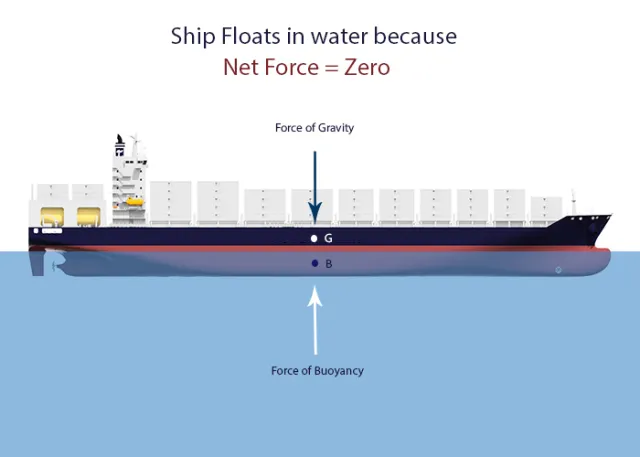 Ship Floats in water because
Net Force = Zero
Force of Gravity
G
B
Force of Buoyancy